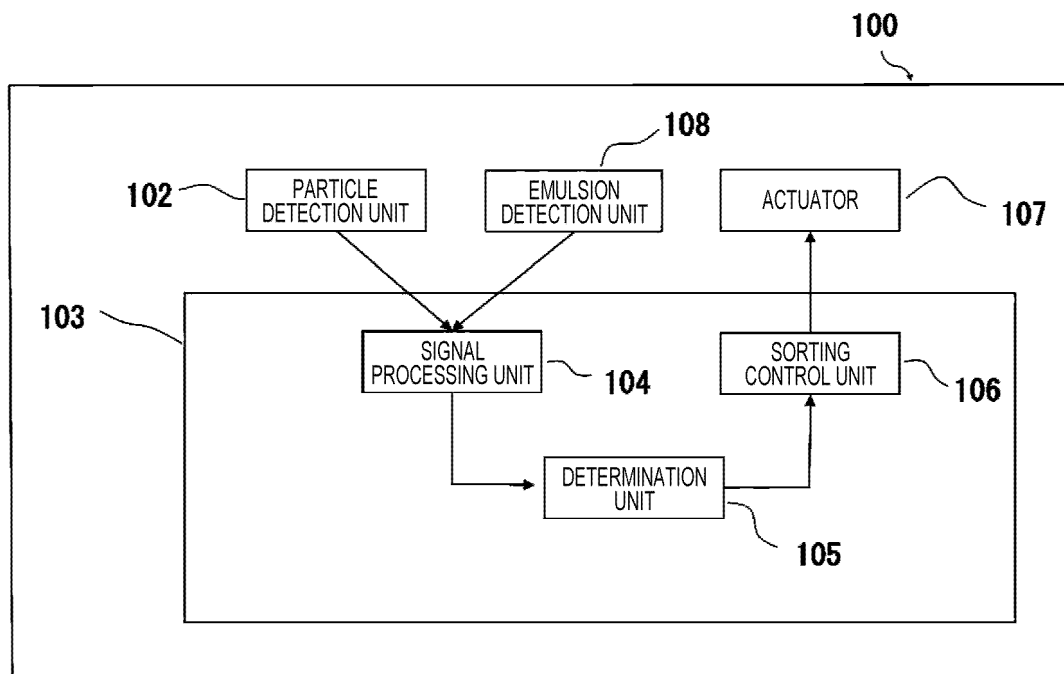 100
108
102
PARTICLE
DETECTION UNIT
EMULSION
DETECTION UNIT
ACTUATOR
107
103
SIGNAL
PROCESSING UNIT
104
SORTING
CONTROL UNIT
106
DETERMINATION
UNIT
105